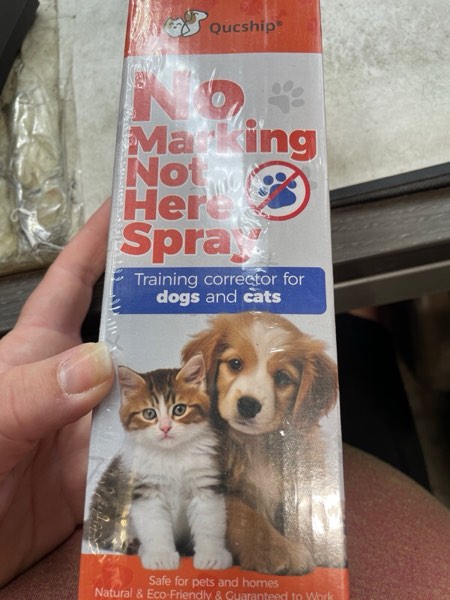 Qucship®
No
Marking
Not
Here
Spray
Training corrector for
dogs and cats
Safe for pets and homes
Natural & Eco-Friendly & Guaranteed to Work